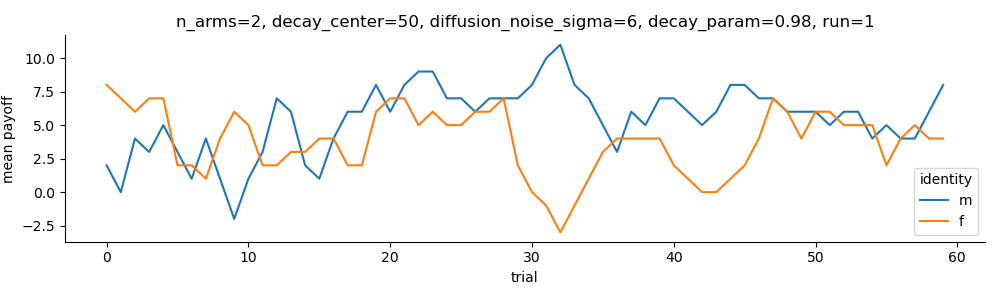 n_arms=2, decay_center=50, diffusion_noise_sigma=6, decay_param=0.98, run=1
mean payoff
10.0
7.5
5.0
2.5
0.0
−2.5
0
10
20
30
40
50
60
trial
identity
m
f